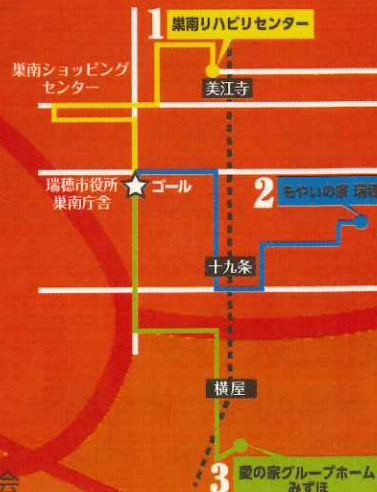 1 巣南リハビリセンター
巣南ショッピング
センター
美江寺
瑞穂市役所
巣南庁舎
ゴール
2 もやいの家 瑞穂
十九条
横屋
3 愛の家グループホーム
みずほ
会